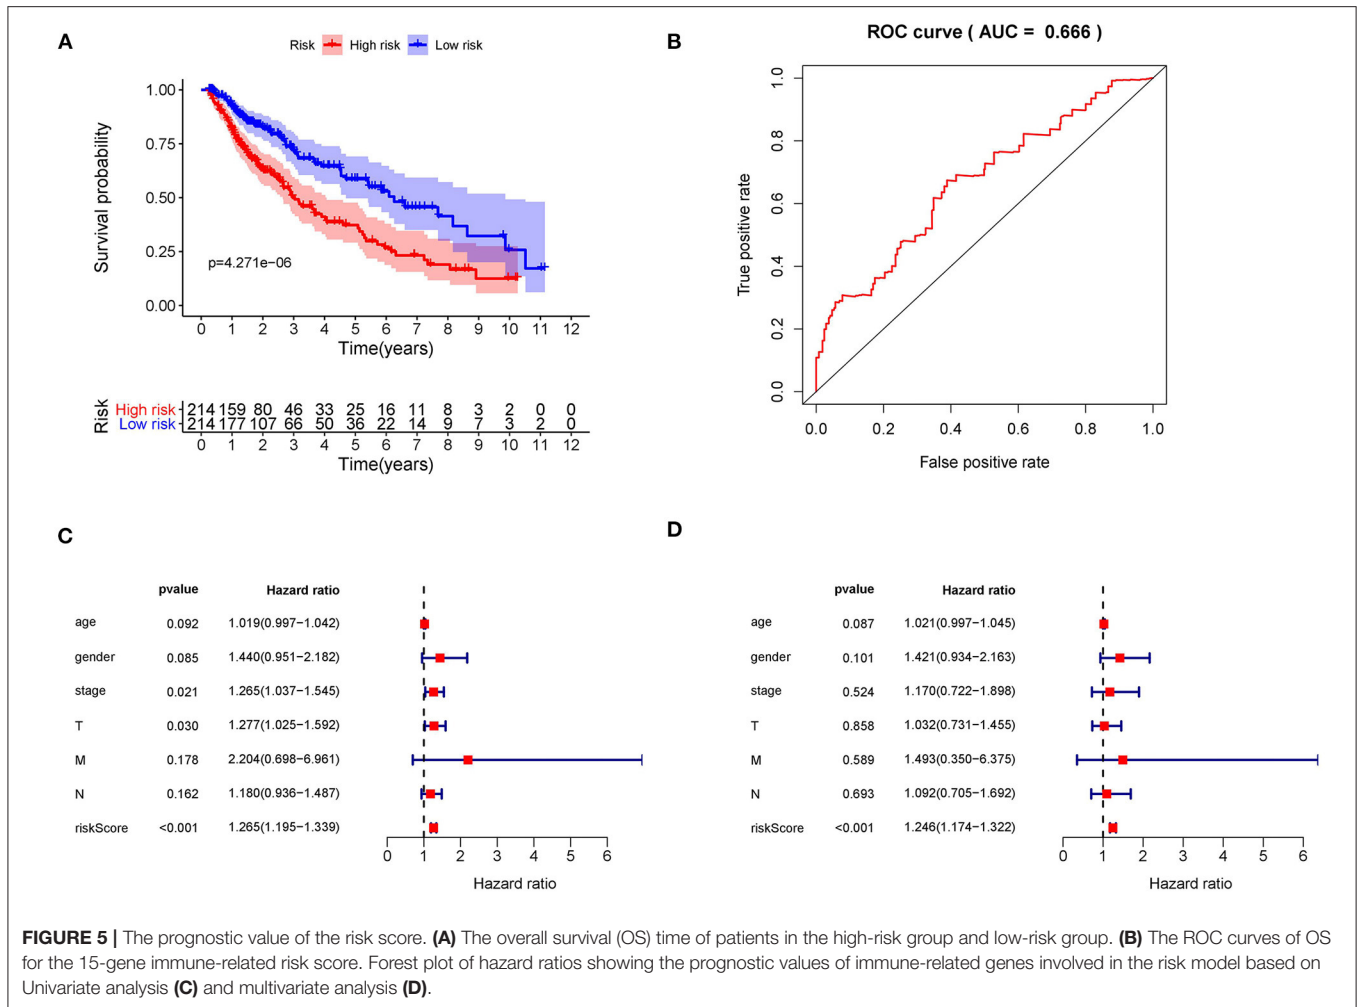 A
Risk High risk Low risk
Survival probability
1.00
0.75
0.50
0.25
0.00
p=4.271e−06
0 1 2 3 4 5 6 7 8 9 10 11 12
Time(years)
Risk
High risk 214 159 80 46 33 25 16 11 8 3 2 0 0
Low risk 214 177 107 66 50 36 22 14 9 7 3 2 0
0 1 2 3 4 5 6 7 8 9 10 11 12
Time(years)
B
ROC curve ( AUC = 0.666 )
True positive rate
1.0
0.8
0.6
0.4
0.2
0.0
0.0 0.2 0.4 0.6 0.8 1.0
False positive rate
C
pvalue Hazard ratio
age 0.092 1.019(0.997−1.042)
gender 0.085 1.440(0.951−2.182)
stage 0.021 1.265(1.037−1.545)
T 0.030 1.277(1.025−1.592)
M 0.178 2.204(0.698−6.961)
N 0.162 1.180(0.936−1.487)
riskScore <0.001 1.265(1.195−1.339)
0 1 2 3 4 5 6
Hazard ratio
D
pvalue Hazard ratio
age 0.087 1.021(0.997−1.045)
gender 0.101 1.421(0.934−2.163)
stage 0.524 1.170(0.722−1.898)
T 0.858 1.032(0.731−1.455)
M 0.589 1.493(0.350−6.375)
N 0.693 1.092(0.705−1.692)
riskScore <0.001 1.246(1.174−1.322)
0 1 2 3 4 5 6
Hazard ratio
FIGURE 5 | The prognostic value of the risk score. (A) The overall survival (OS) time of patients in the high-risk group and low-risk group. (B) The ROC curves of OS
for the 15-gene immune-related risk score. Forest plot of hazard ratios showing the prognostic values of immune-related genes involved in the risk model based on
Univariate analysis (C) and multivariate analysis (D).